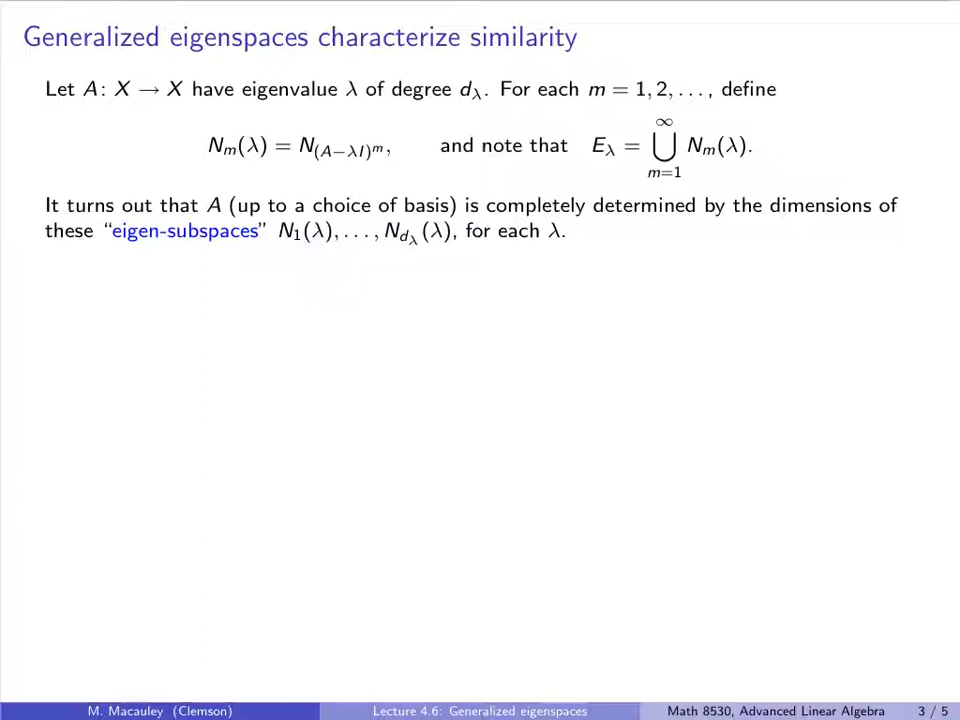 Generalized eigenspaces characterize similarity
Let A: X → X have eigenvalue λ of degree d_λ. For each m = 1, 2, . . . , define
N_m(λ) = N_{(A−λI)^m}, and note that E_λ = ⋃_{m=1}^{∞} N_m(λ).
It turns out that A (up to a choice of basis) is completely determined by the dimensions of
these “eigen-subspaces” N_1(λ), . . . , N_{d_λ}(λ), for each λ.
M. Macauley (Clemson) Lecture 4.6: Generalized eigenspaces Math 8530, Advanced Linear Algebra 3 / 5